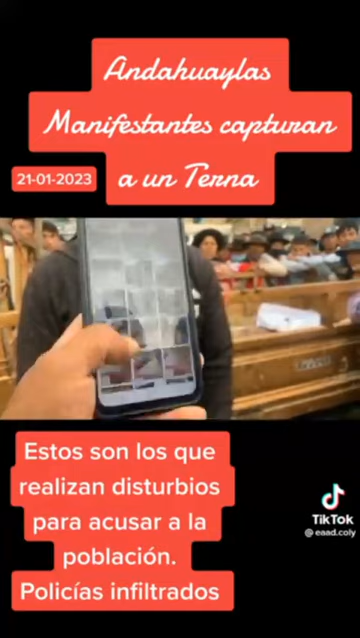 Andahuaylas
Manifestantes capturan
21-01-2023
a un Terna
Estos son los que
realizan disturbios
para acusar a la
población.
Policías infiltrados
TikTok
@ eaad.coly